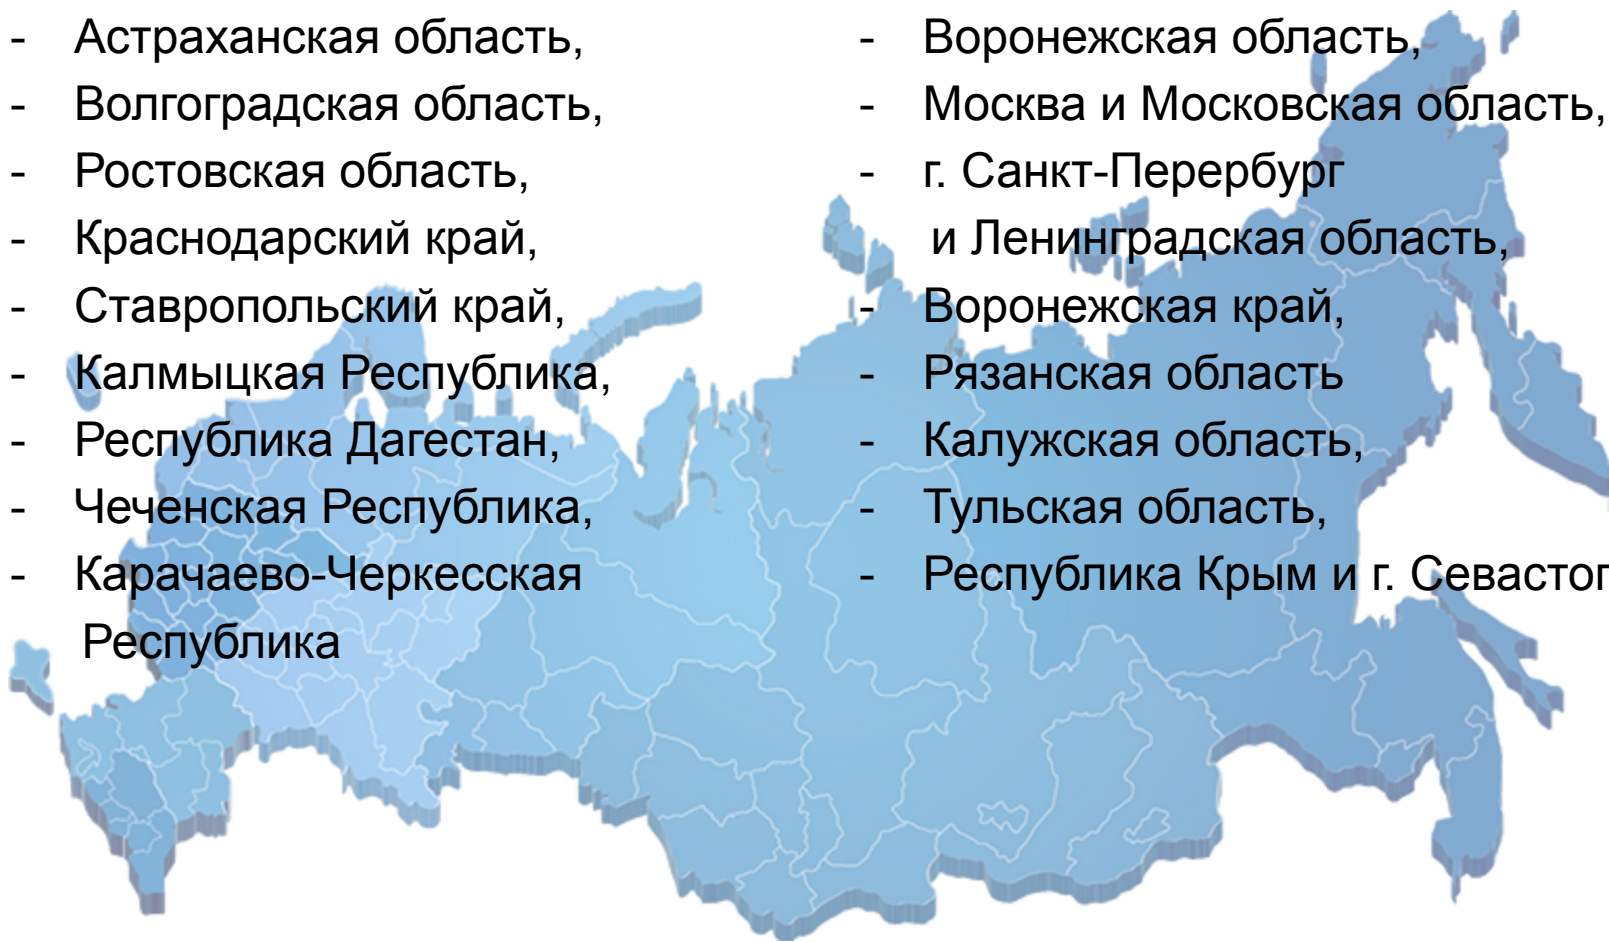 - Астраханская область,
- Волгоградская область,
- Ростовская область,
- Краснодарский край,
- Ставропольский край,
- Калмыцкая Республика,
- Республика Дагестан,
- Чеченская Республика,
- Карачаево-Черкесская
Республика
- Воронежская область,
- Москва и Московская область,
- г. Санкт-Перербург
и Ленинградская область,
- Воронежская край,
- Рязанская область
- Калужская область,
- Тульская область,
- Республика Крым и г.